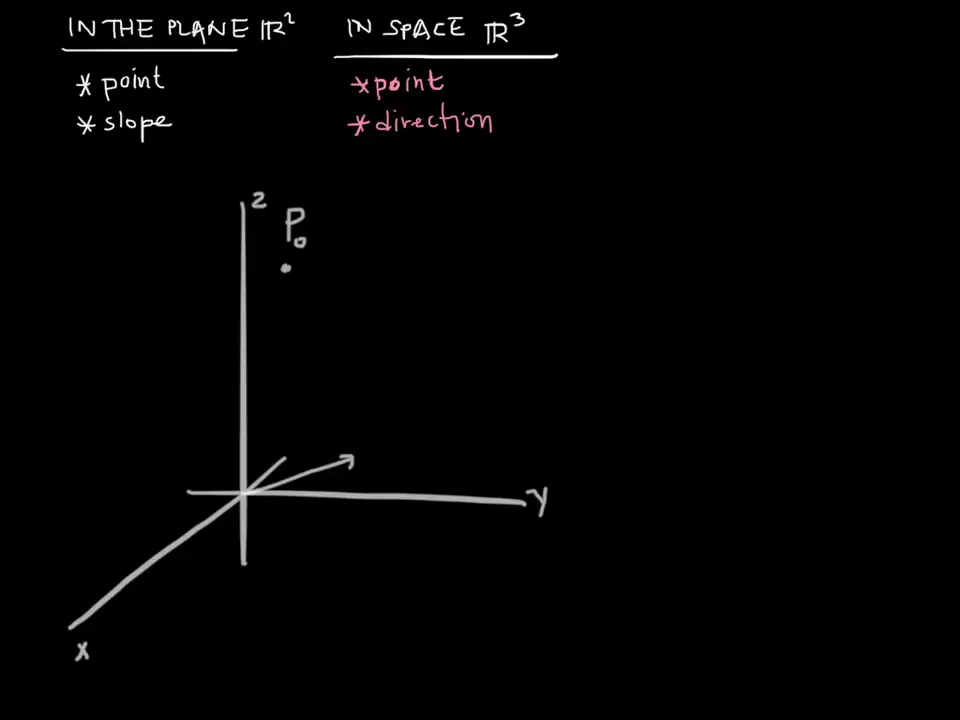 IN THE PLANE ℝ²
* point
* slope
IN SPACE ℝ³
* point
* direction
z
P₀
y
x